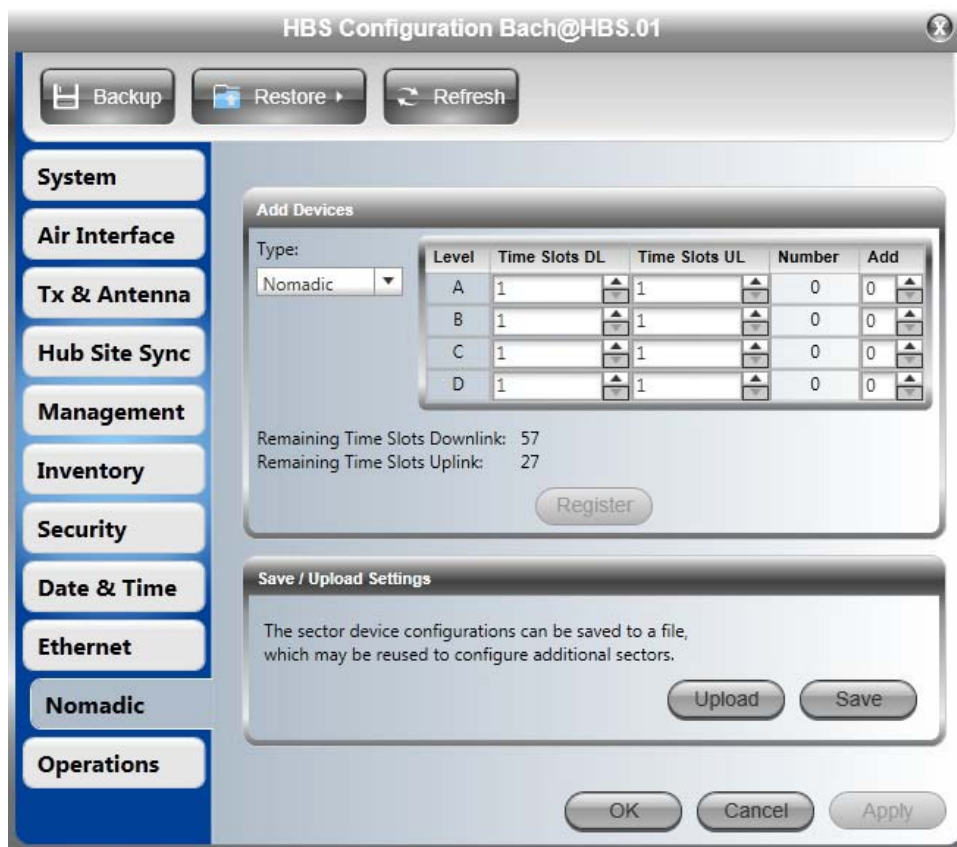 HBS Configuration Bach@HBS.01
X
Backup
Restore
Refresh
System
Air Interface
Tx & Antenna
Hub Site Sync
Management
Inventory
Security
Date & Time
Ethernet
Nomadic
Operations
Add Devices
Type:
Nomadic
Level Time Slots DL Time Slots UL Number Add
A 1 1 0 0
B 1 1 0 0
C 1 1 0 0
D 1 1 0 0
Remaining Time Slots Downlink: 57
Remaining Time Slots Uplink: 27
Register
Save / Upload Settings
The sector device configurations can be saved to a file,
which may be reused to configure additional sectors.
Upload Save
OK Cancel Apply